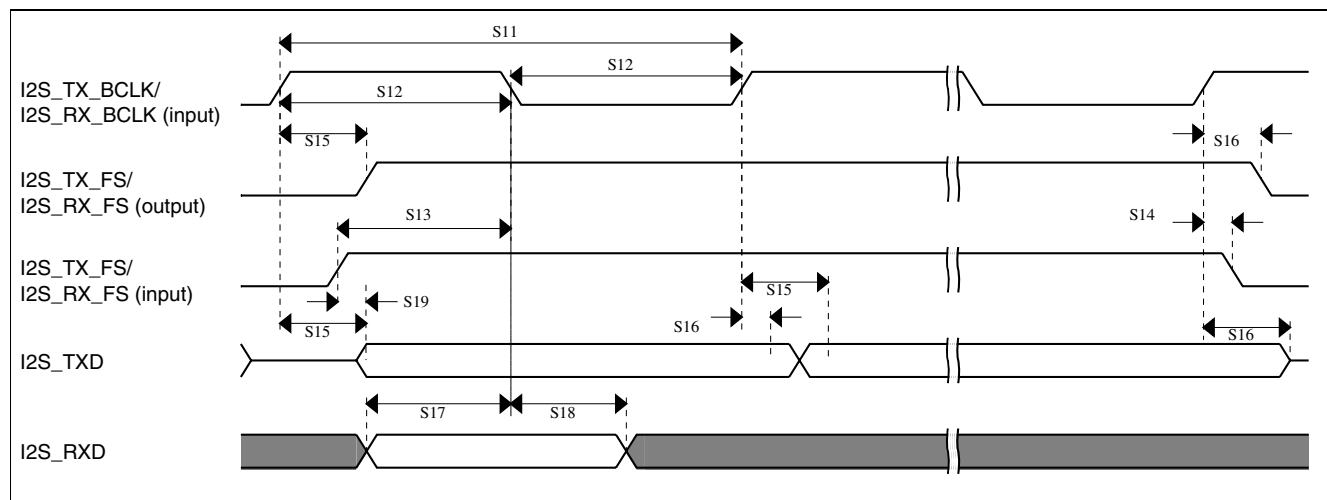 S11
I2S_TX_BCLK/
I2S_RX_BCLK (input)
S12
S12
S15
S16
I2S_TX_FS/
I2S_RX_FS (output)
S13
S14
I2S_TX_FS/
I2S_RX_FS (input)
S19
S15
S15
S16
S16
I2S_TXD
S17
S18
I2S_RXD